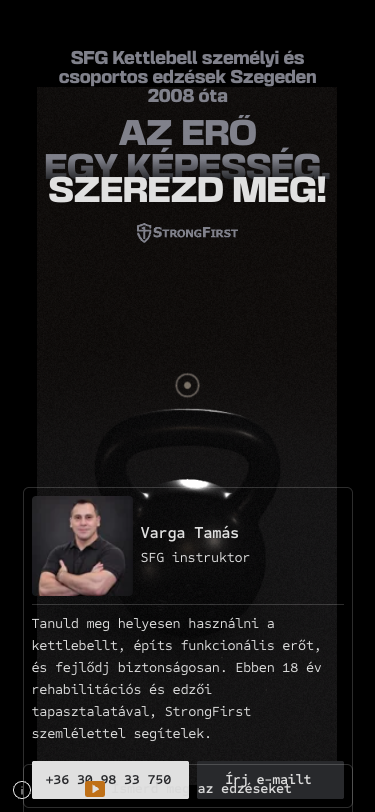 SFG Kettlebell személyi és
csoportos edzések Szegeden
2008 óta
AZ ERŐ
EGY KÉPESSÉG.
SZEREZD MEG!
STRONGFIRST
Varga Tamás
SFG instruktor
Tanuld meg helyesen használni a
kettlebellt, építs funkcionális erőt,
és fejlődj biztonságosan. Ebben 18 év
rehabilitációs és edzői
tapasztalatával, StrongFirst
szemlélettel segítelek.
+36 30 98 33 750
Írj e-mailt
az edzéseket